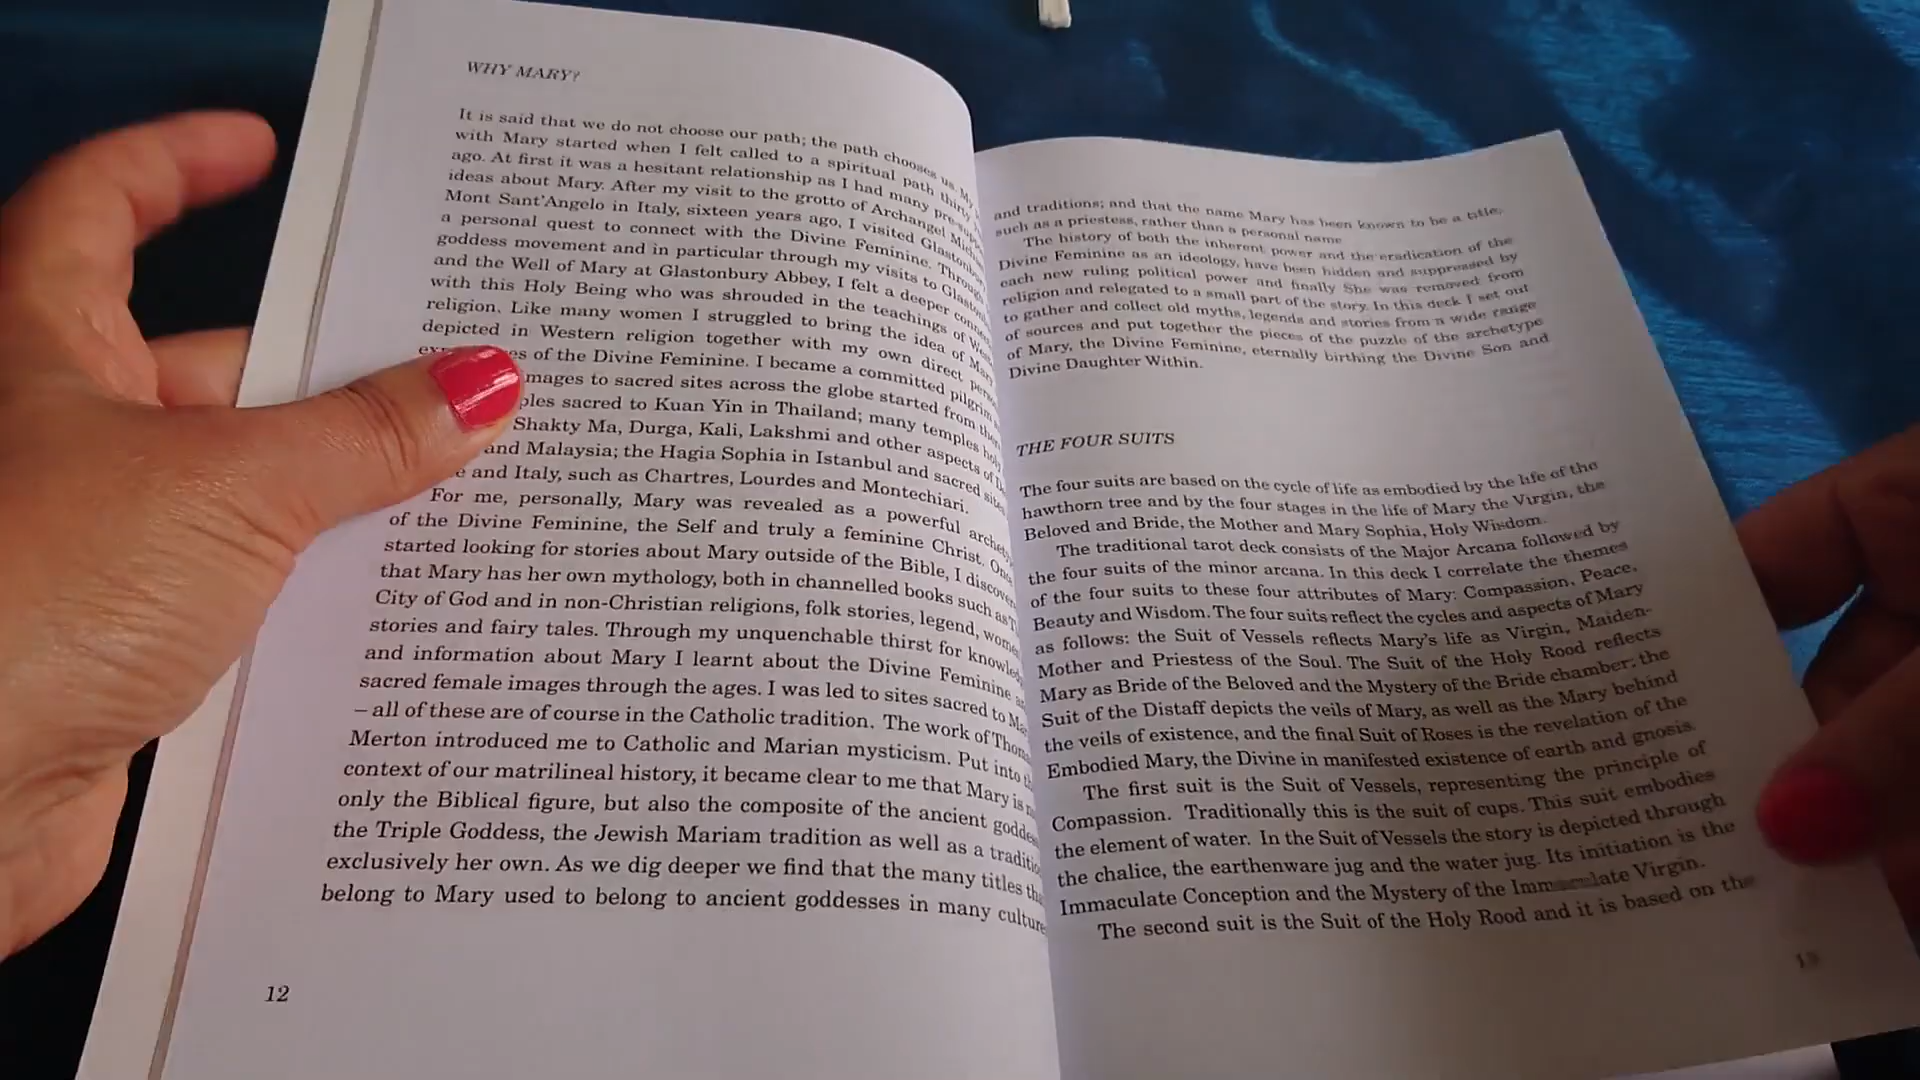 WHY MARY?
It is said that we do not choose our path; the path chooses us. My
with Mary started when I felt called to a spiritual path thirty
ago. At first it was a hesitant relationship as I had many
ideas about Mary. After my visit to the grotto of Archangel
Mont Sant'Angelo in Italy, sixteen years ago, I visited
a personal quest to connect with the Divine Feminine. Through
goddess movement and in particular through my visits to
and the Well of Mary at Glastonbury Abbey, I felt a deeper
with this Holy Being who was shrouded in the teachings of
religion. Like many women I struggled to bring the idea of Mary
depicted in Western religion together with my own direct
of the Divine Feminine. I became a committed pilgrim
to sacred sites across the globe started from
sacred to Kuan Yin in Thailand; many temples
Shakty Ma, Durga, Kali, Lakshmi and other aspects of
and Malaysia; the Hagia Sophia in Istanbul and sacred sites
and Italy, such as Chartres, Lourdes and Montechiari.
For me, personally, Mary was revealed as a powerful
of the Divine Feminine, the Self and truly a feminine Christ.
started looking for stories about Mary outside of the Bible, I
that Mary has her own mythology, both in channelled books such as
City of God and in non-Christian religions, folk stories, legend,
stories and fairy tales. Through my unquenchable thirst for
and information about Mary I learnt about the Divine Feminine
sacred female images through the ages. I was led to sites sacred to
– all of these are of course in the Catholic tradition. The work of
Merton introduced me to Catholic and Marian mysticism. Put into
context of our matrilineal history, it became clear to me that Mary is
only the Biblical figure, but also the composite of the ancient
the Triple Goddess, the Jewish Mariam tradition as well as a
exclusively her own. As we dig deeper we find that the many titles
belong to Mary used to belong to ancient goddesses in many
12
and traditions; and that the name Mary has been known to be a title,
such as a priestess, rather than a personal name
The history of both the inherent power and the eradication of the
Divine Feminine as an ideology, have been hidden and suppressed by
each new ruling political power and finally She was removed from
religion and relegated to a small part of the story. In this deck I set out
to gather and collect old myths, legends and stories from a wide range
of sources and put together the pieces of the puzzle of the archetype
of Mary, the Divine Feminine, eternally birthing the Divine Son and
Divine Daughter Within.
THE FOUR SUITS
The four suits are based on the cycle of life as embodied by the life of the
hawthorn tree and by the four stages in the life of Mary the Virgin, the
Beloved and Bride, the Mother and Mary Sophia, Holy Wisdom.
The traditional tarot deck consists of the Major Arcana followed by
the four suits of the minor arcana. In this deck I correlate the themes
of the four suits to these four attributes of Mary: Compassion, Peace,
Beauty and Wisdom. The four suits reflect the cycles and aspects of Mary
as follows: the Suit of Vessels reflects Mary's life as Virgin, Maiden-
Mother and Priestess of the Soul. The Suit of the Holy Rood reflects
Mary as Bride of the Beloved and the Mystery of the Bride chamber; the
Suit of the Distaff depicts the veils of Mary, as well as the Mary behind
the veils of existence, and the final Suit of Roses is the revelation of the
Embodied Mary, the Divine in manifested existence of earth and gnosis.
The first suit is the Suit of Vessels, representing the principle of
Compassion. Traditionally this is the suit of cups. This suit embodies
the element of water. In the Suit of Vessels the story is depicted through
the chalice, the earthenware jug and the water jug. Its initiation is the
Immaculate Conception and the Mystery of the Immaculate Virgin.
The second suit is the Suit of the Holy Rood and it is based on the